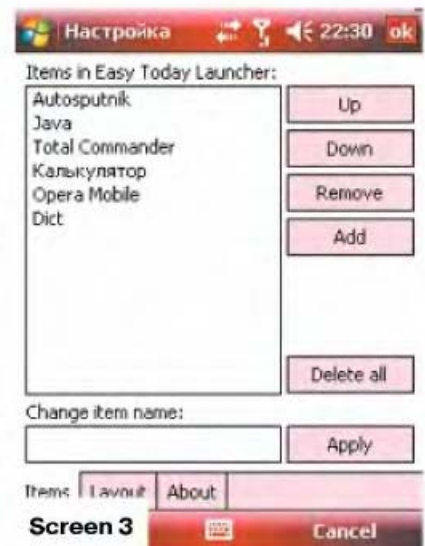 Настройка 22:30 ok
Items in Easy Today Launcher:
Autosputnik
Java
Total Commander
Калькулятор
Opera Mobile
Dict
Up
Down
Remove
Add
Delete all
Change item name:
Apply
Items Layout About
Screen 3 Cancel